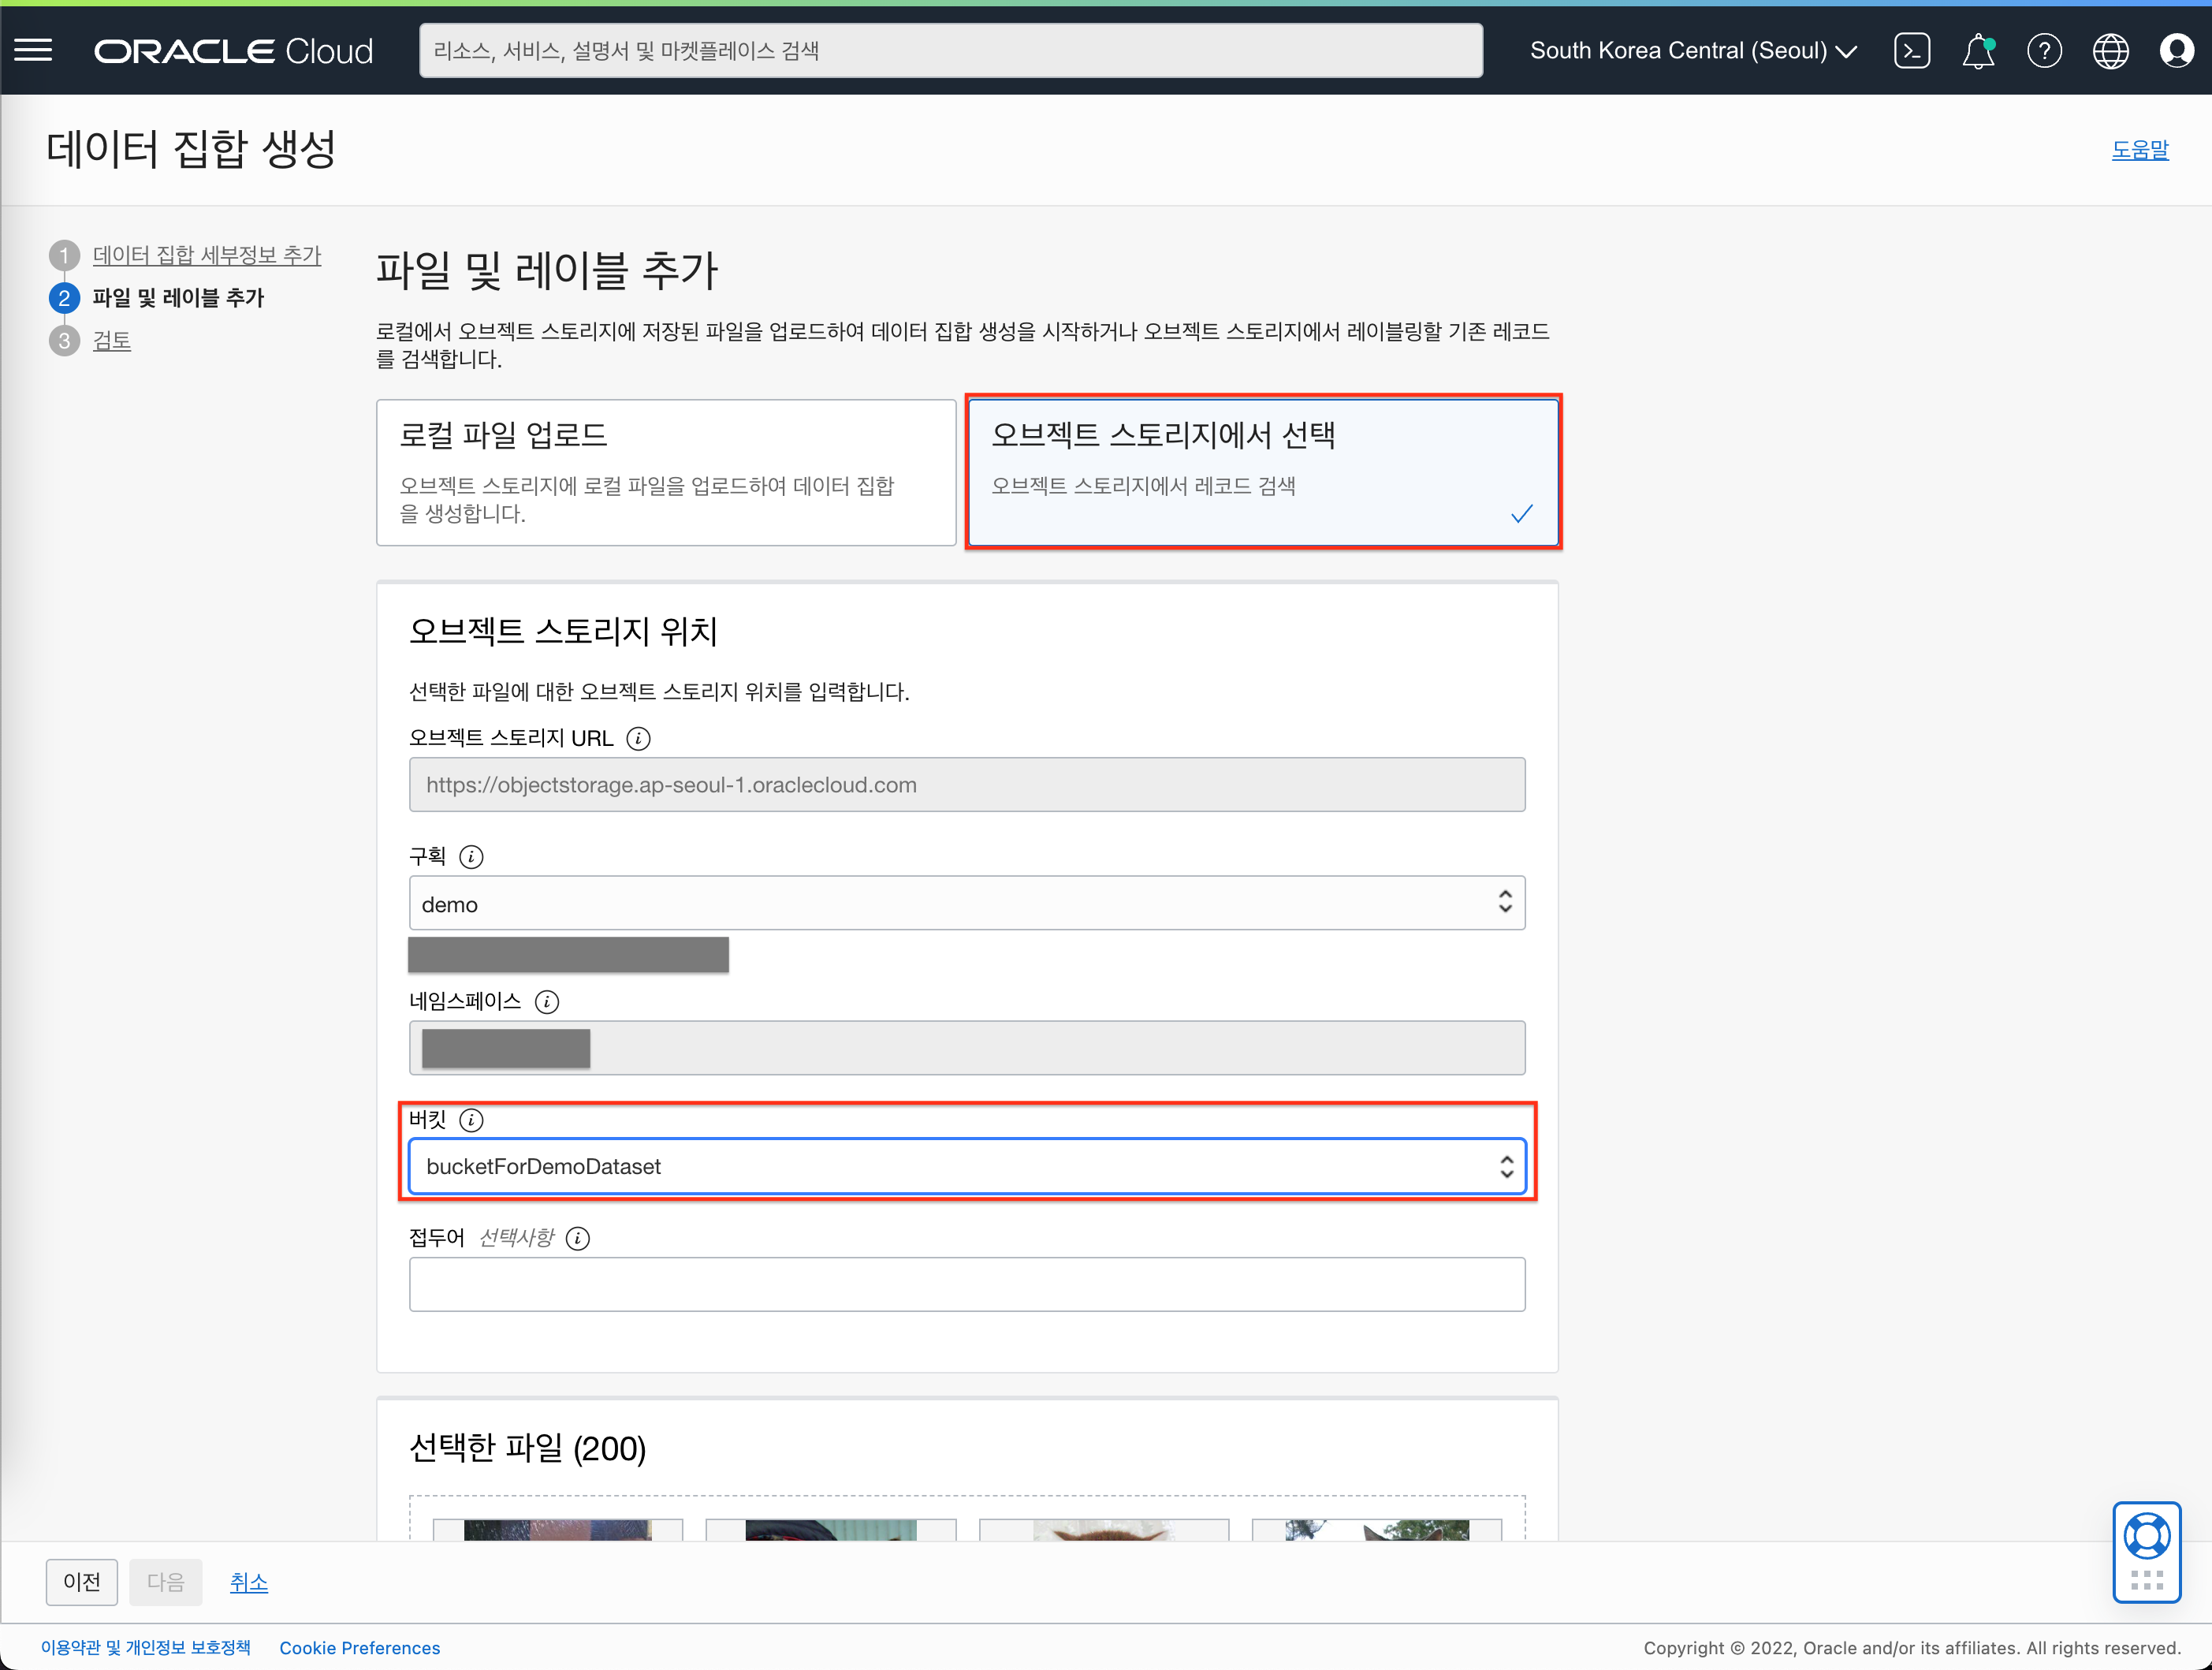 ORACLE Cloud
리소스, 서비스, 설명서 및 마켓플레이스 검색
South Korea Central (Seoul)
데이터 집합 생성
도움말
1 데이터 집합 세부정보 추가
2 파일 및 레이블 추가
3 검토
파일 및 레이블 추가
로컬에서 오브젝트 스토리지에 저장된 파일을 업로드하여 데이터 집합 생성을 시작하거나 오브젝트 스토리지에서 레이블링할 기존 레코드
를 검색합니다.
로컬 파일 업로드
오브젝트 스토리지에 로컬 파일을 업로드하여 데이터 집합
을 생성합니다.
오브젝트 스토리지에서 선택
오브젝트 스토리지에서 레코드 검색
오브젝트 스토리지 위치
선택한 파일에 대한 오브젝트 스토리지 위치를 입력합니다.
오브젝트 스토리지 URL
https://objectstorage.ap-seoul-1.oraclecloud.com
구획
demo
네임스페이스
버킷
bucketForDemoDataset
접두어 선택사항
선택한 파일 (200)
이전 다음 취소
이용약관 및 개인정보 보호정책 Cookie Preferences
Copyright © 2022, Oracle and/or its affiliates. All rights reserved.